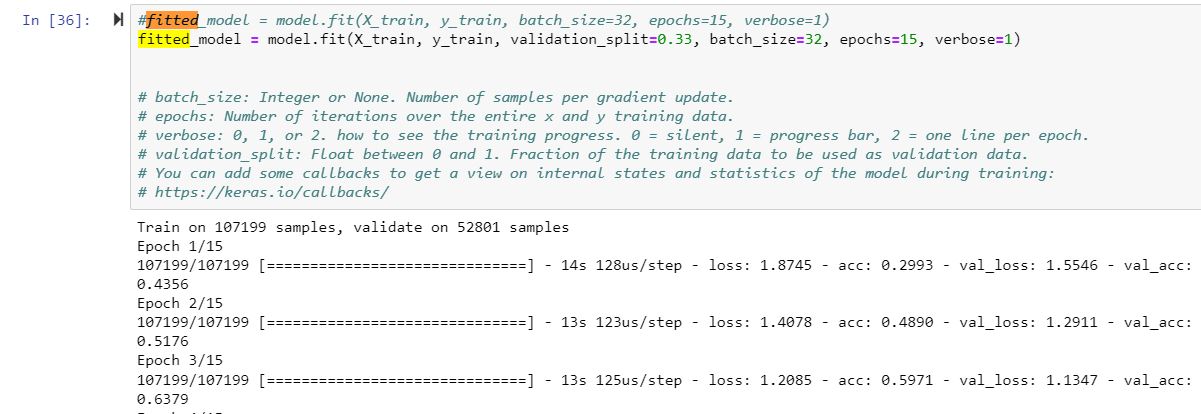 In [36]:
#fitted_model = model.fit(X_train, y_train, batch_size=32, epochs=15, verbose=1)
fitted_model = model.fit(X_train, y_train, validation_split=0.33, batch_size=32, epochs=15, verbose=1)
# batch_size: Integer or None. Number of samples per gradient update.
# epochs: Number of iterations over the entire x and y training data.
# verbose: 0, 1, or 2. how to see the training progress. 0 = silent, 1 = progress bar, 2 = one line per epoch.
# validation_split: Float between 0 and 1. Fraction of the training data to be used as validation data.
# You can add some callbacks to get a view on internal states and statistics of the model during training:
# https://keras.io/callbacks/
Train on 107199 samples, validate on 52801 samples
Epoch 1/15
107199/107199 [==============================] - 14s 128us/step - loss: 1.8745 - acc: 0.2993 - val_loss: 1.5546 - val_acc:
0.4356
Epoch 2/15
107199/107199 [==============================] - 13s 123us/step - loss: 1.4078 - acc: 0.4890 - val_loss: 1.2911 - val_acc:
0.5176
Epoch 3/15
107199/107199 [==============================] - 13s 125us/step - loss: 1.2085 - acc: 0.5971 - val_loss: 1.1347 - val_acc:
0.6379